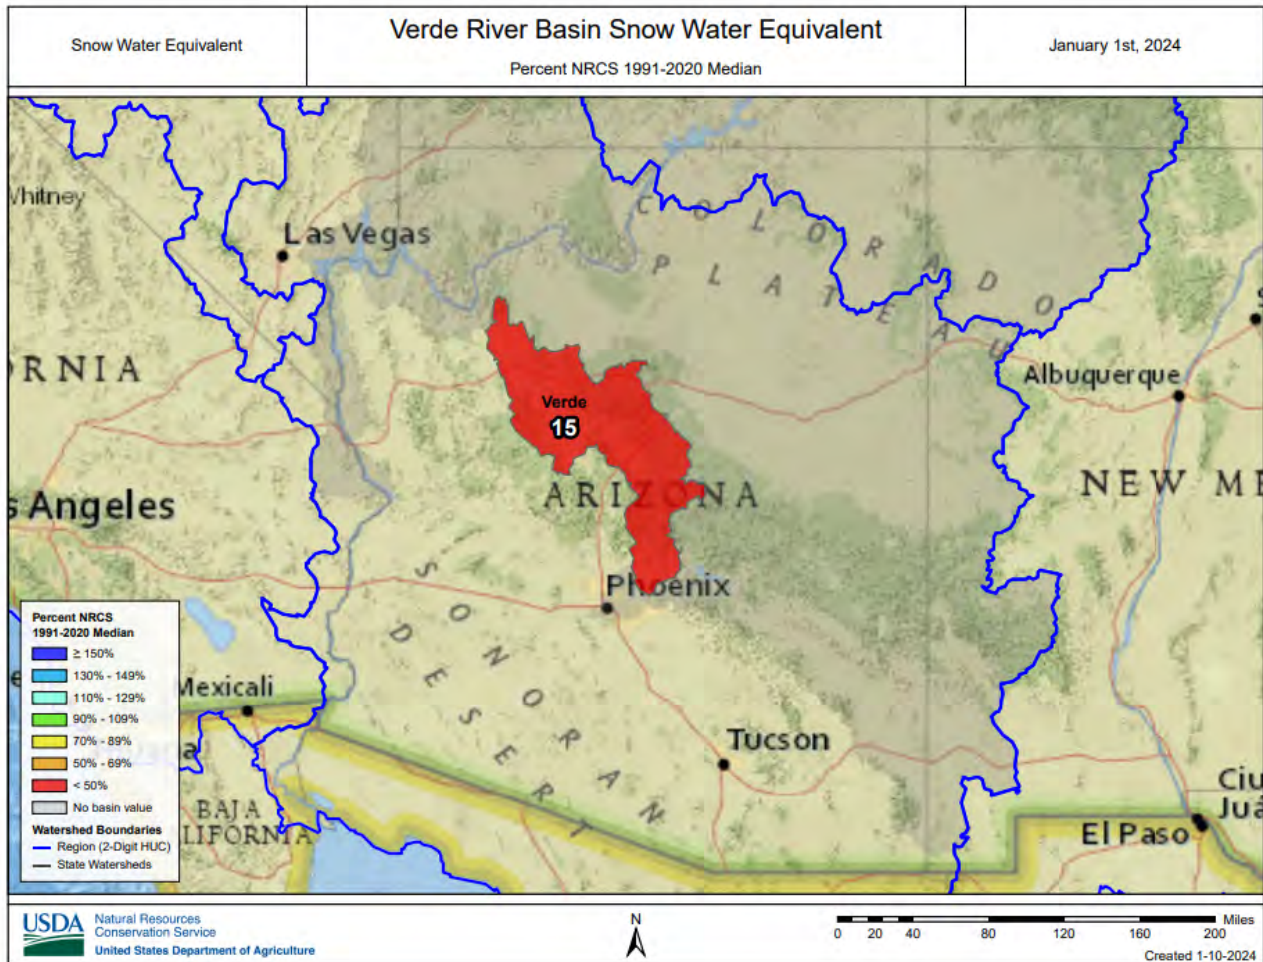 Snow Water Equivalent
Verde River Basin Snow Water Equivalent
Percent NRCS 1991-2020 Median
January 1st, 2024
Whitney
Las Vegas
COLORADO
PLATEAU
ORNIA
Albuquerque
Verde
15
ARIZONA
NEW ME
s Angeles
Phoenix
SONORAN
DESERT
Mexicali
Tucson
BAJA
LIFORNIA
El Paso
Ciu
Juá
Percent NRCS
1991-2020 Median
≥ 150%
130% - 149%
110% - 129%
90% - 109%
70% - 89%
50% - 69%
< 50%
No basin value
Watershed Boundaries
Region (2-Digit HUC)
State Watersheds
USDA
Natural Resources
Conservation Service
United States Department of Agriculture
N
Miles
0 20 40 80 120 160 200
Created 1-10-2024